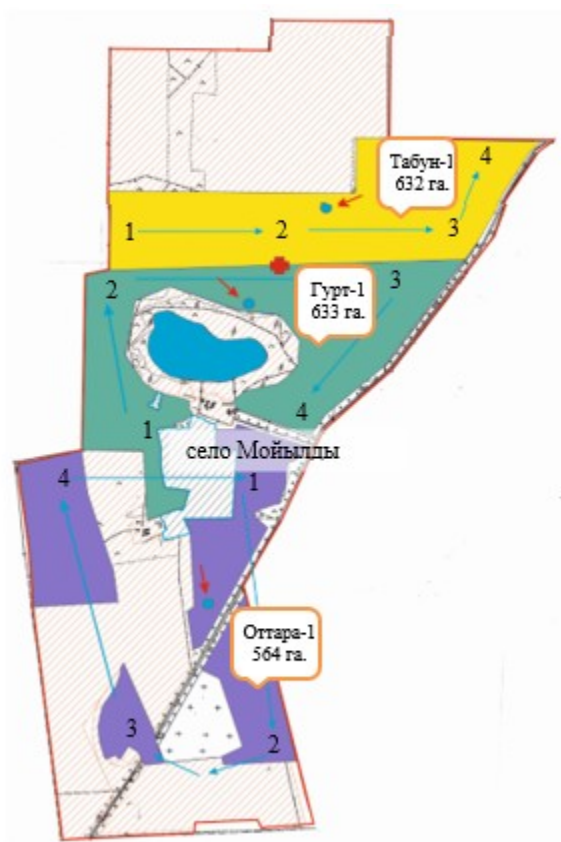 Табун-1
632 га.
4
1
2
3
2
Гурт-1
633 га.
3
1
4
село Мойылды
4
1
Оттара-1
564 га.
3
2